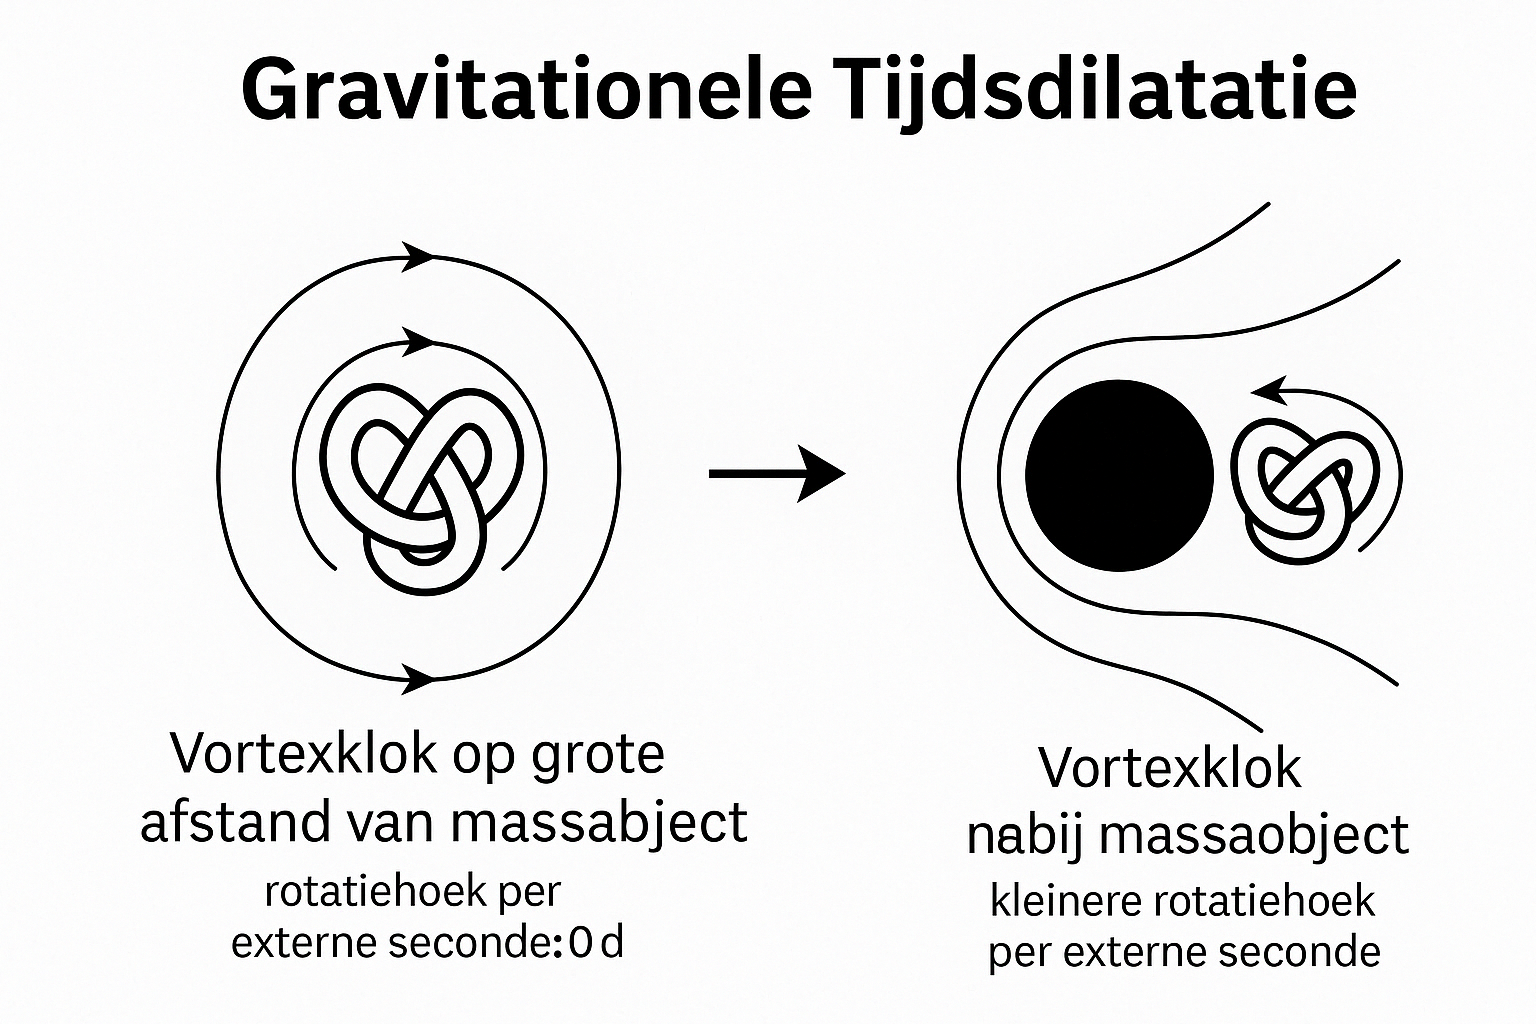 Gravitationele Tijdsdilatatie
Vortexklok op grote
afstand van massabject
rotatiehoek per
externe seconde:0 d
Vortexklok
nabij massaobject
kleinere rotatiehoek
per externe seconde